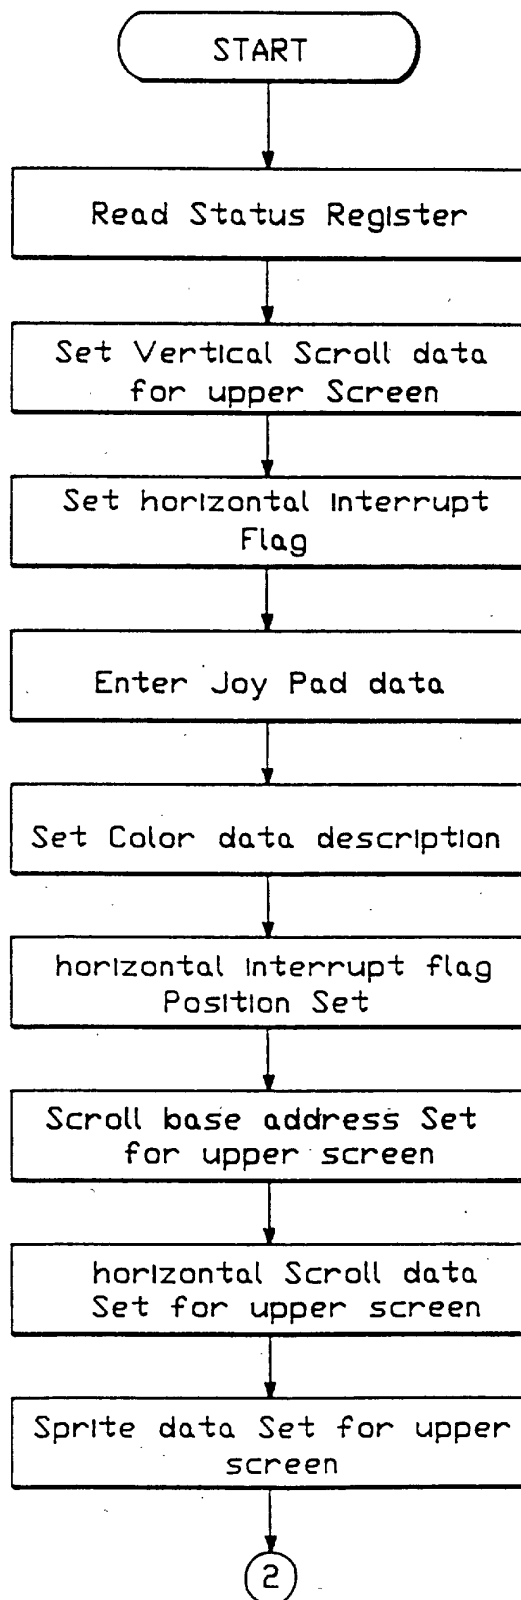 START
Read Status Register
Set Vertical Scroll data
for upper Screen
Set horizontal Interrupt
Flag
Enter Joy Pad data
Set Color data description
horizontal Interrupt flag
Position Set
Scroll base address Set
for upper screen
horizontal Scroll data
Set for upper screen
Sprite data Set for upper
screen
2